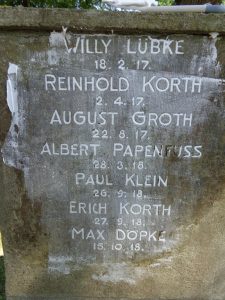 WILLY LÜBKE
18. 2. 17.
REINHOLD KORTH
2. 4. 17.
AUGUST GROTH
22. 8. 17.
ALBERT PAPENFUSS
28. 3. 18.
PAUL KLEIN
26. 9. 18.
ERICH KORTH
27. 9. 18.
MAX DÖPKE
15. 10. 18.